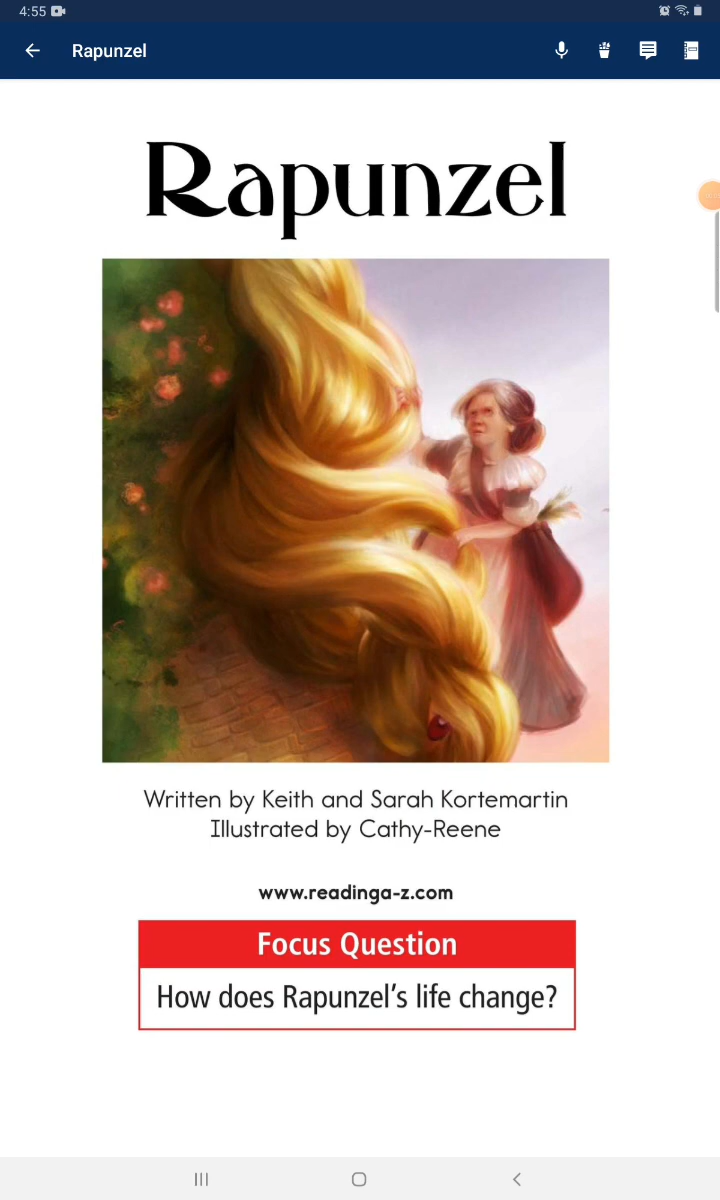 4:55
Rapunzel
Rapunzel
Written by Keith and Sarah Kortemartin
Illustrated by Cathy-Reene
www.readinga-z.com
Focus Question
How does Rapunzel's life change?